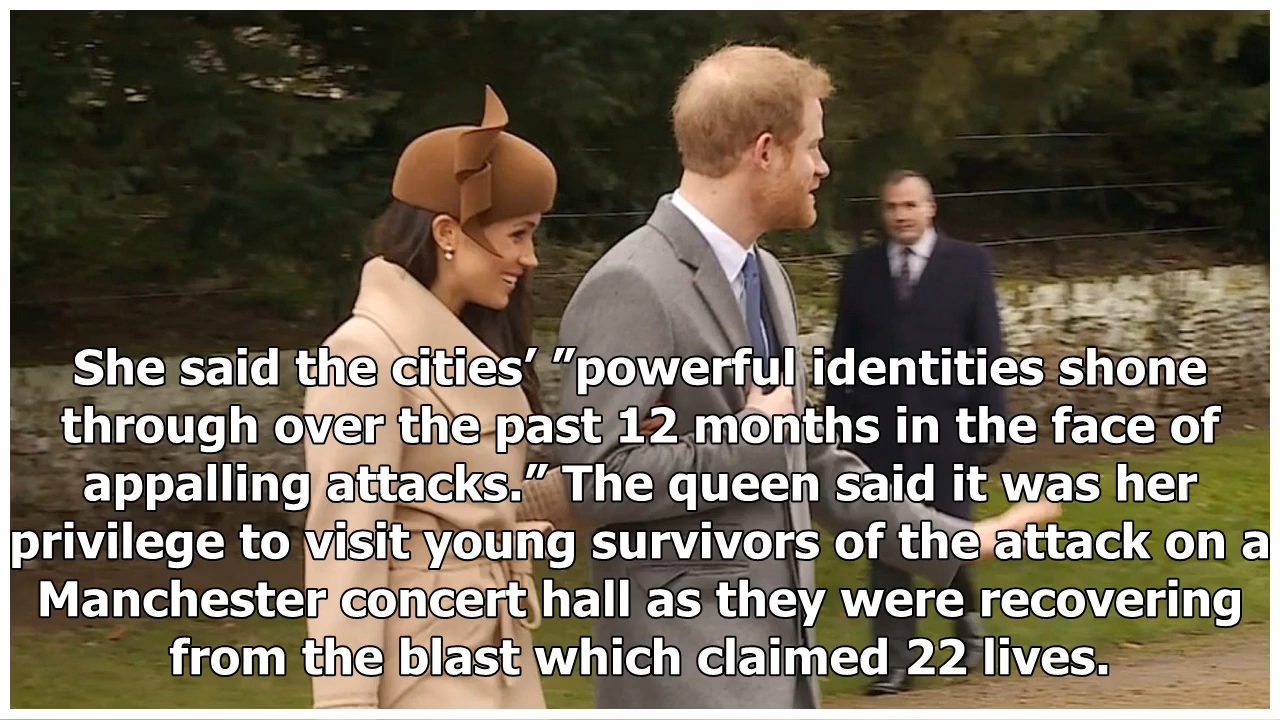 She said the cities’ ”powerful identities shone
through over the past 12 months in the face of
appalling attacks.” The queen said it was her
privilege to visit young survivors of the attack on a
Manchester concert hall as they were recovering
from the blast which claimed 22 lives.